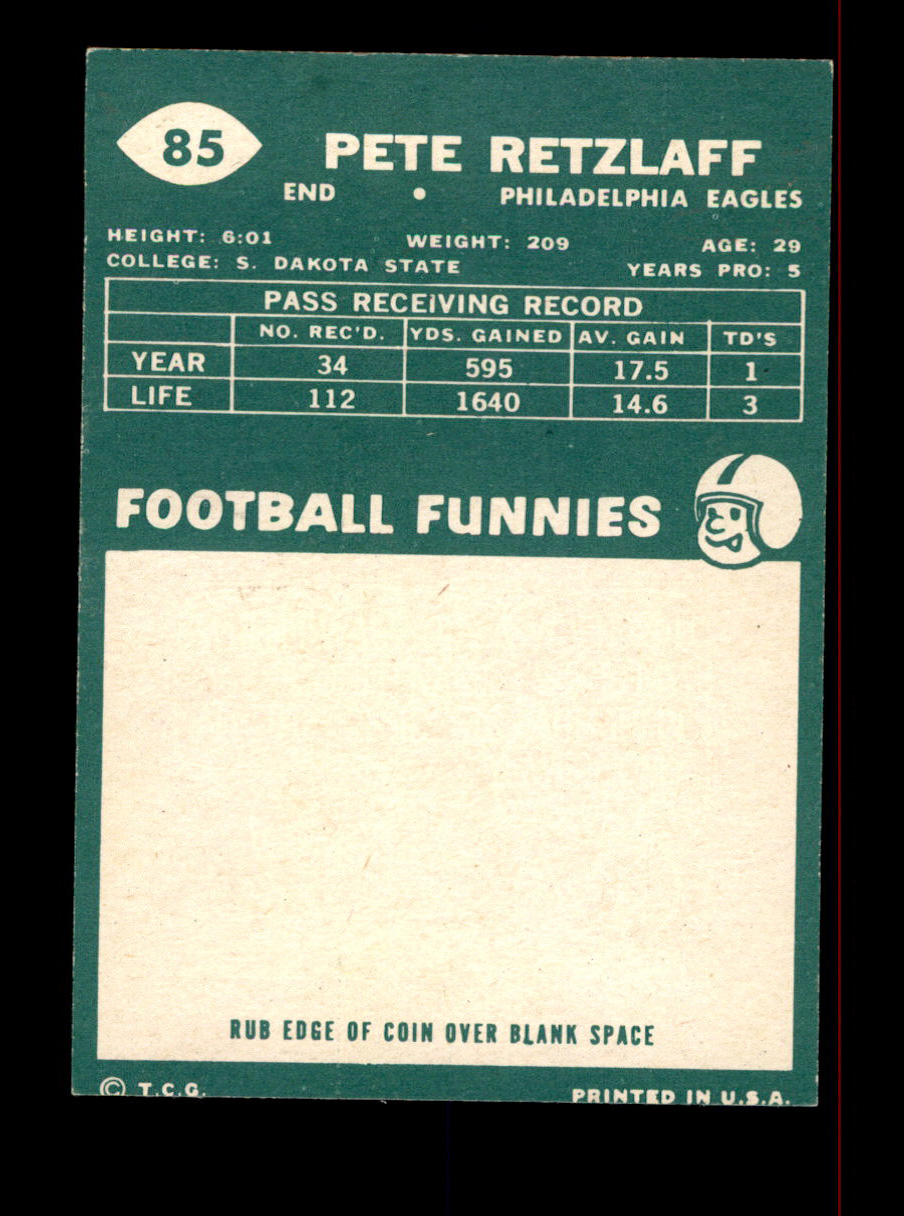 85
PETE RETZLAFF
END • PHILADELPHIA EAGLES
HEIGHT: 6:01 WEIGHT: 209 AGE: 29
COLLEGE: S. DAKOTA STATE YEARS PRO: 5
PASS RECEIVING RECORD
NO. REC'D. YDS. GAINED AV. GAIN TD'S
YEAR 34 595 17.5 1
LIFE 112 1640 14.6 3
FOOTBALL FUNNIES
RUB EDGE OF COIN OVER BLANK SPACE
© T.C.G. PRINTED IN U.S.A.